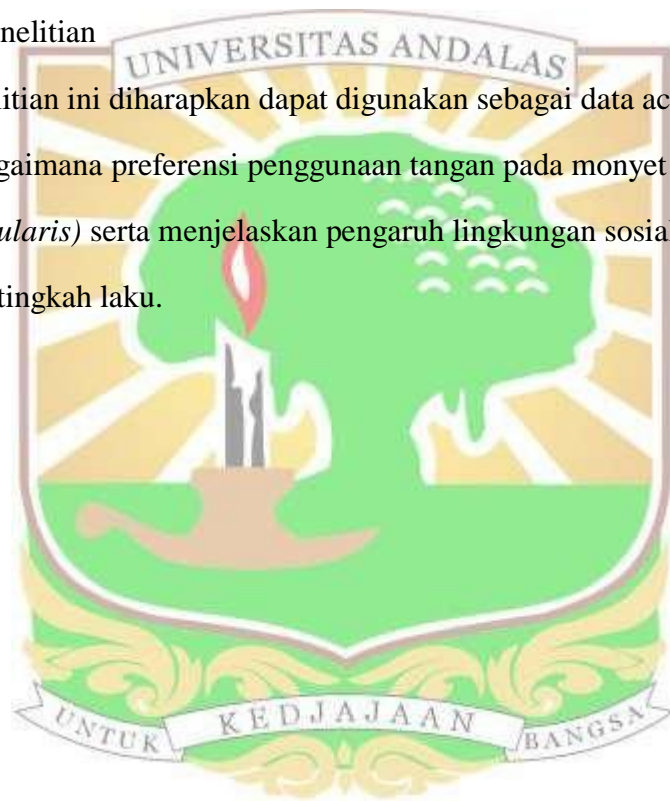 nelitian
UNIVERSITAS ANDALAS
litian ini diharapkan dapat digunakan sebagai data ac
gaimana preferensi penggunaan tangan pada monyet
ularis) serta menjelaskan pengaruh lingkungan sosial
tingkah laku.
UNTUK KEDJAJAAN BANGSA